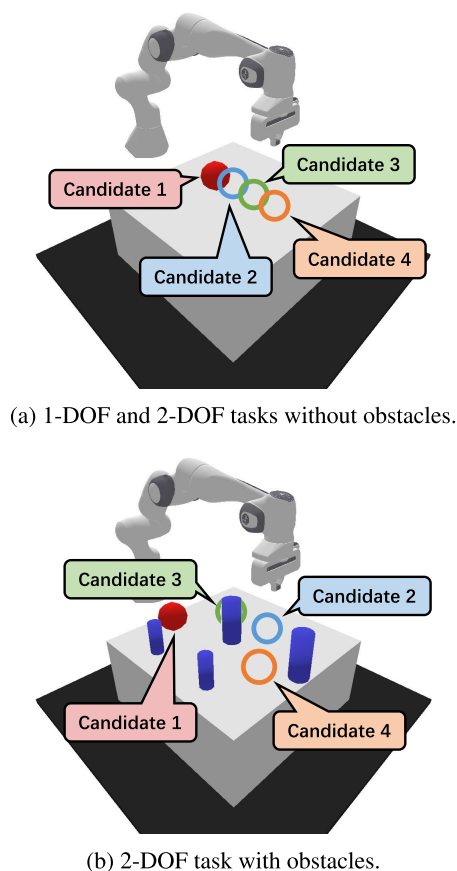 Candidate 1
Candidate 3
Candidate 2
Candidate 4
(a) 1-DOF and 2-DOF tasks without obstacles.
Candidate 3
Candidate 2
Candidate 1
Candidate 4
(b) 2-DOF task with obstacles.